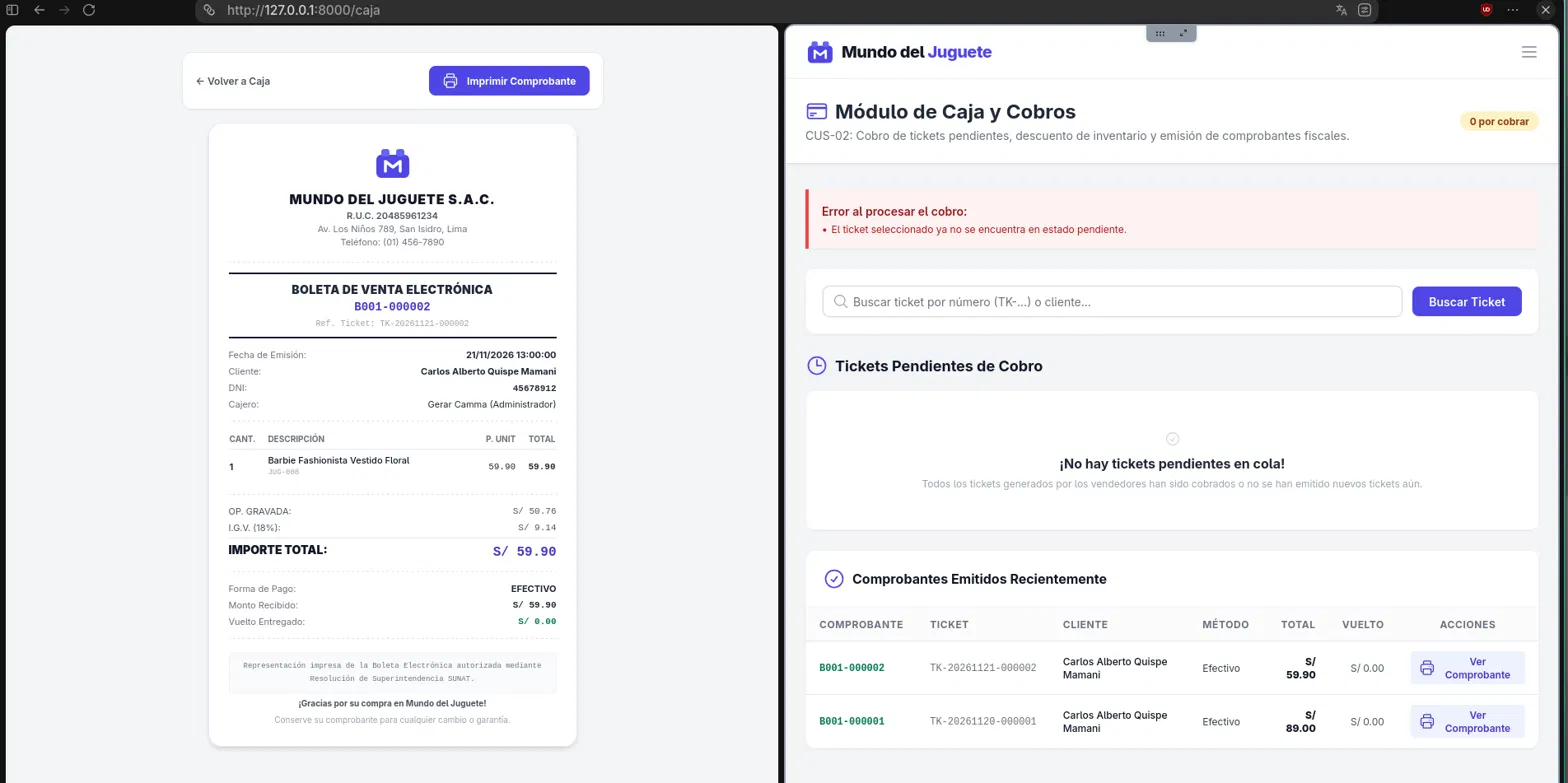 http://127.0.0.1:8000/caja
← Volver a Caja
Imprimir Comprobante
MUNDO DEL JUGUETE S.A.C.
R.U.C. 20485961234
Av. Los Niños 789, San Isidro, Lima
Teléfono: (01) 456-7890
BOLETA DE VENTA ELECTRÓNICA
B001-000002
Ref. Ticket: TK-20261121-000002
Fecha de Emisión: 21/11/2026 13:00:00
Cliente: Carlos Alberto Quispe Mamani
DNI: 45678912
Cajero: Gerar Camma (Administrador)
CANT. DESCRIPCIÓN P. UNIT TOTAL
1 Barbie Fashionista Vestido Floral 59.90 59.90
JUG-008
OP. GRAVADA: S/ 50.76
I.G.V. (18%): S/ 9.14
IMPORTE TOTAL: S/ 59.90
Forma de Pago: EFECTIVO
Monto Recibido: S/ 59.90
Vuelto Entregado: S/ 0.00
Representación impresa de la Boleta Electrónica autorizada mediante
Resolución de Superintendencia SUNAT.
¡Gracias por su compra en Mundo del Juguete!
Conserve su comprobante para cualquier cambio o garantía.
Mundo del Juguete
Módulo de Caja y Cobros
CUS-02: Cobro de tickets pendientes, descuento de inventario y emisión de comprobantes fiscales.
0 por cobrar
Error al procesar el cobro:
• El ticket seleccionado ya no se encuentra en estado pendiente.
Buscar ticket por número (TK-...) o cliente...
Buscar Ticket
Tickets Pendientes de Cobro
¡No hay tickets pendientes en cola!
Todos los tickets generados por los vendedores han sido cobrados o no se han emitido nuevos tickets aún.
Comprobantes Emitidos Recientemente
COMPROBANTE TICKET CLIENTE MÉTODO TOTAL VUELTO ACCIONES
B001-000002 TK-20261121-000002 Carlos Alberto Quispe Mamani Efectivo S/ 59.90 S/ 0.00 Ver Comprobante
B001-000001 TK-20261120-000001 Carlos Alberto Quispe Mamani Efectivo S/ 89.00 S/ 0.00 Ver Comprobante